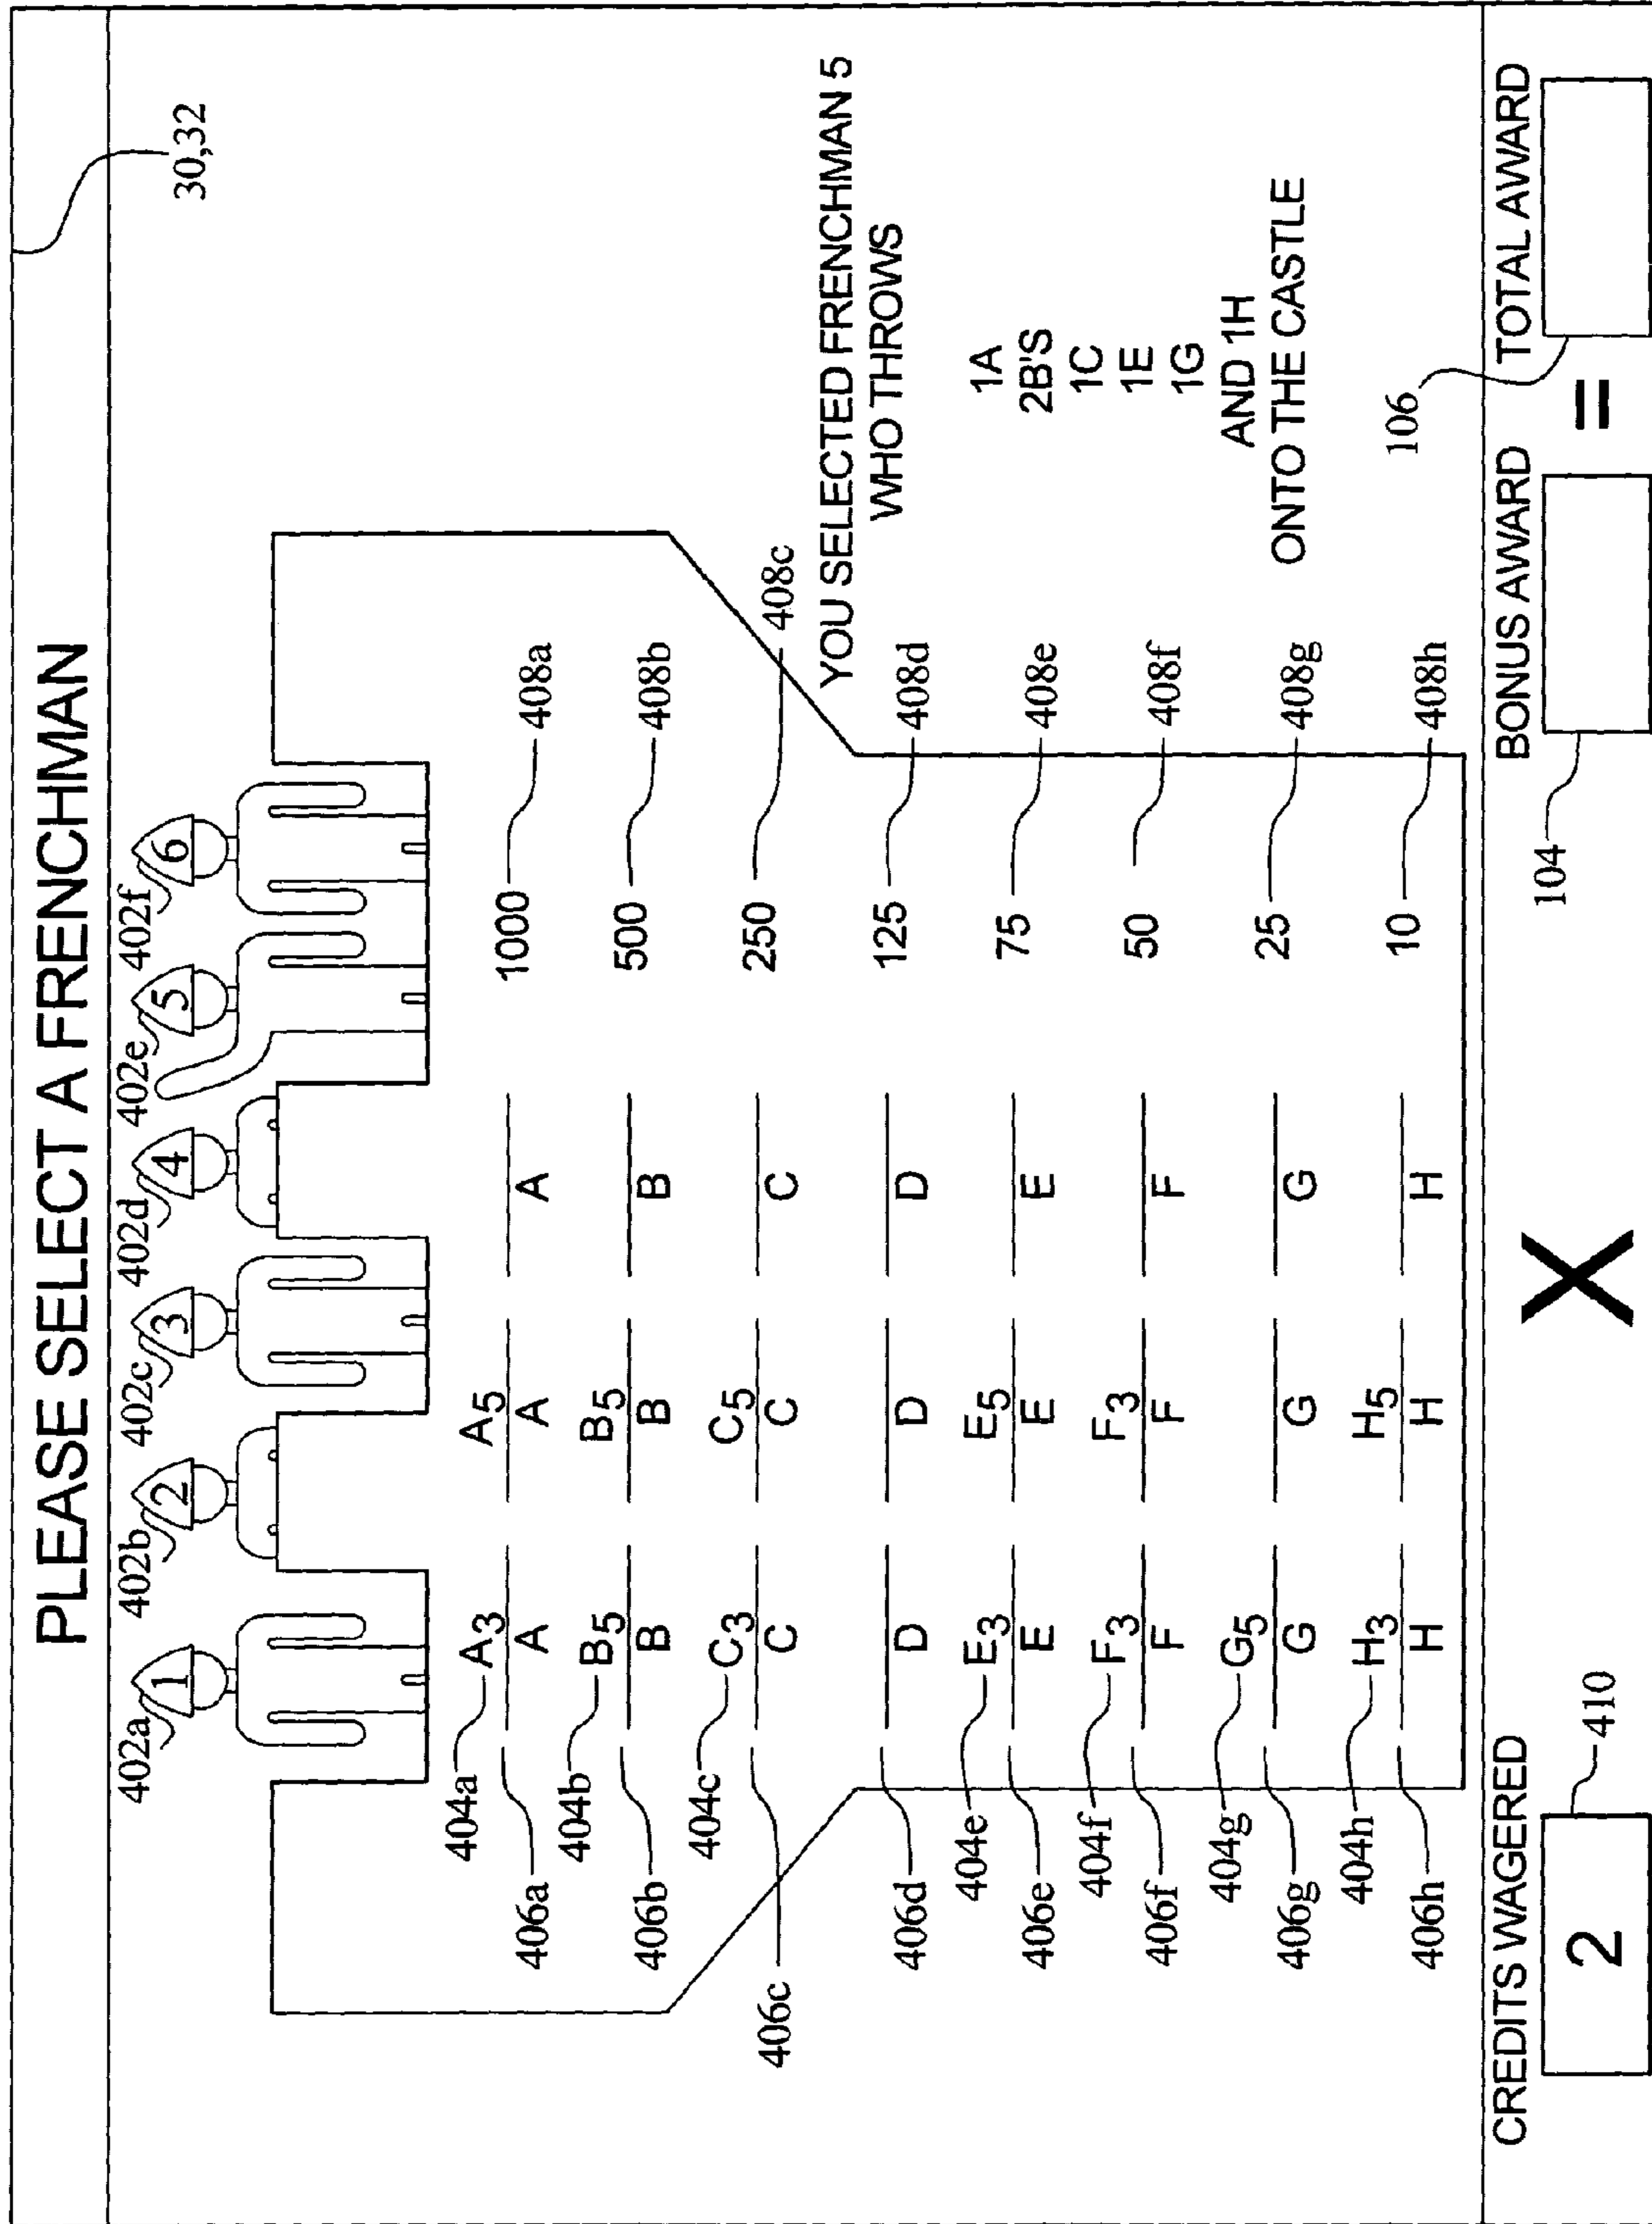 PLEASE SELECT A FRENCHMAN
30,32
402a 402b 402c 402d 402e 402f
1 2 3 4 5 6
404a A3 A5 1000 408a
406a A A A
404b B5 B5 500 408b
406b B B B
404c C3 C5 250 408c
406c C C C
YOU SELECTED FRENCHMAN 5
WHO THROWS
125 408d
406d D D D
404e E3 E5 75 408e
406e E E E
1A
2B'S
1C
1E
1G
AND 1H
ONTO THE CASTLE
404f F3 F3 50 408f
406f F F F
404g G5 25 408g
406g G G G
404h H3 H5 10 408h
406h H H H
106
CREDITS WAGERED BONUS AWARD TOTAL AWARD
2 X =
410 104